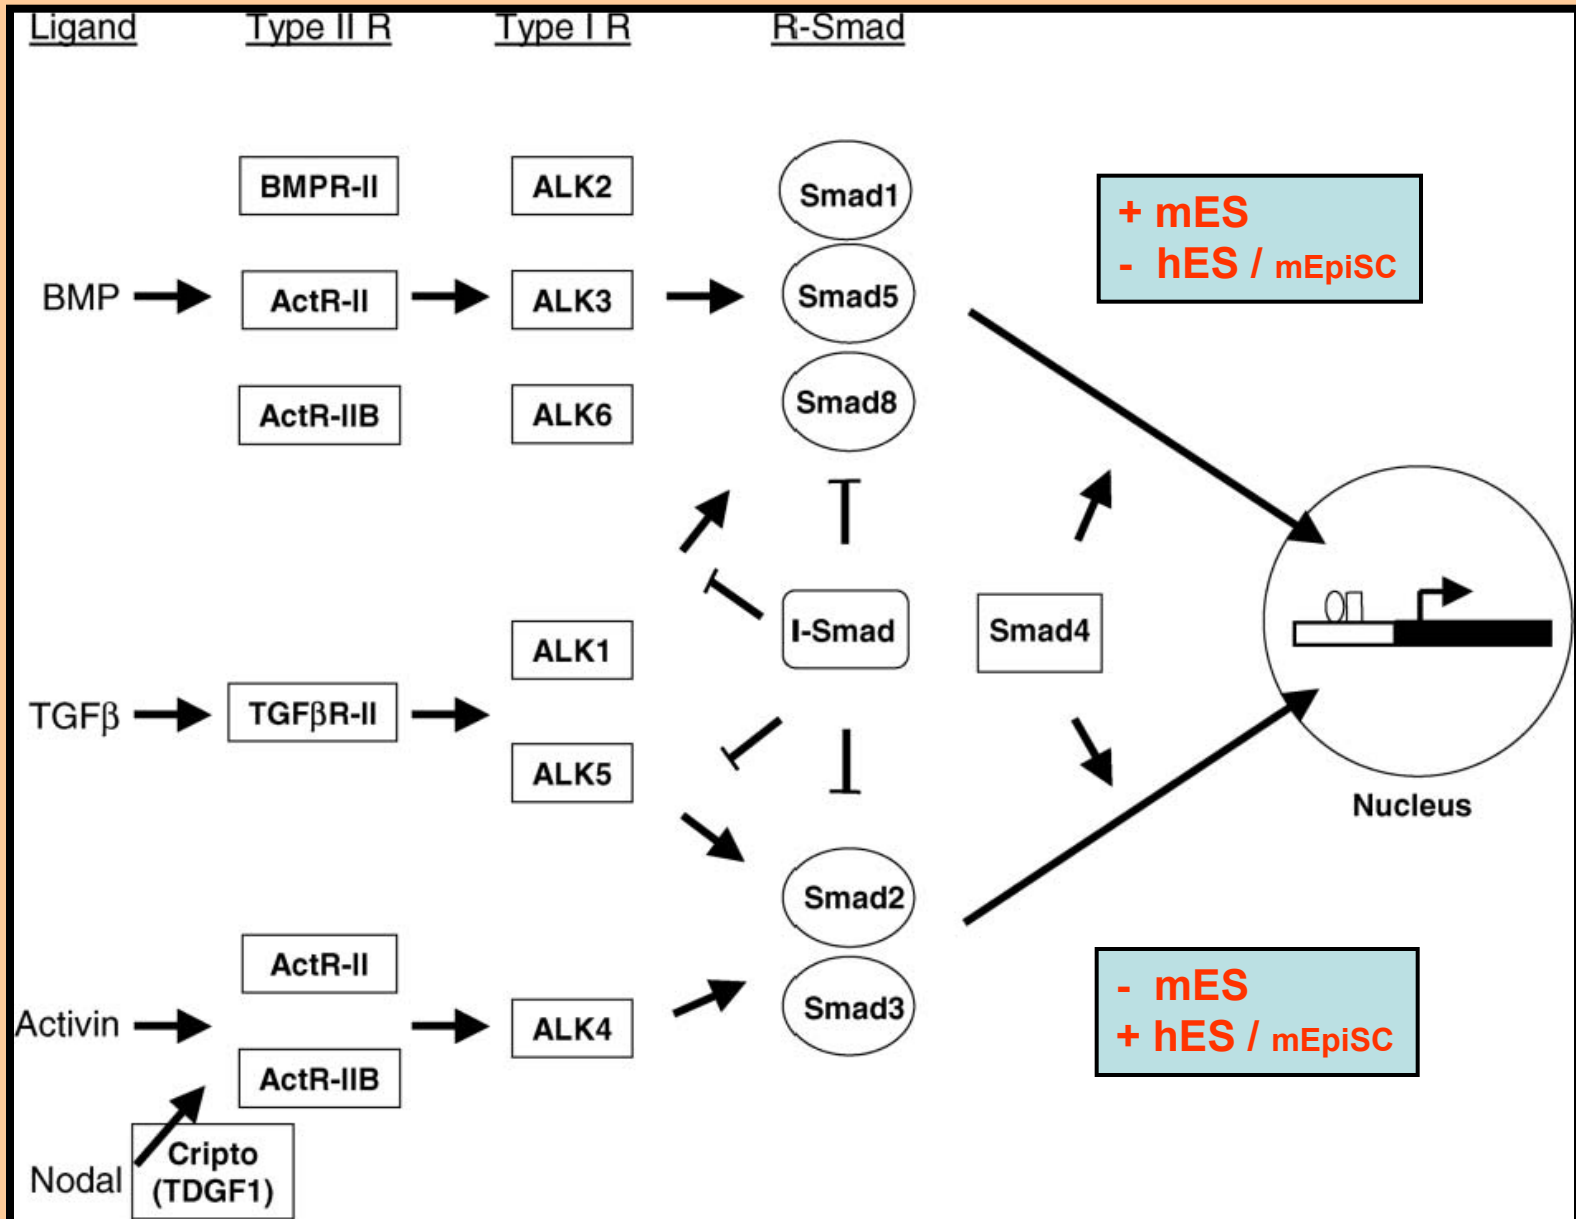 Ligand Type II R Type I R R-Smad
BMPR-II ALK2 Smad1
+ mES
- hES / mEpiSC
BMP ActR-II ALK3 Smad5
ActR-IIB ALK6 Smad8
ALK1 I-Smad Smad4
TGFβ TGFβR-II
ALK5
Nucleus
Smad2
ActR-II
- mES
+ hES / mEpiSC
Activin ALK4 Smad3
ActR-IIB
Nodal
Cripto
(TDGF1)